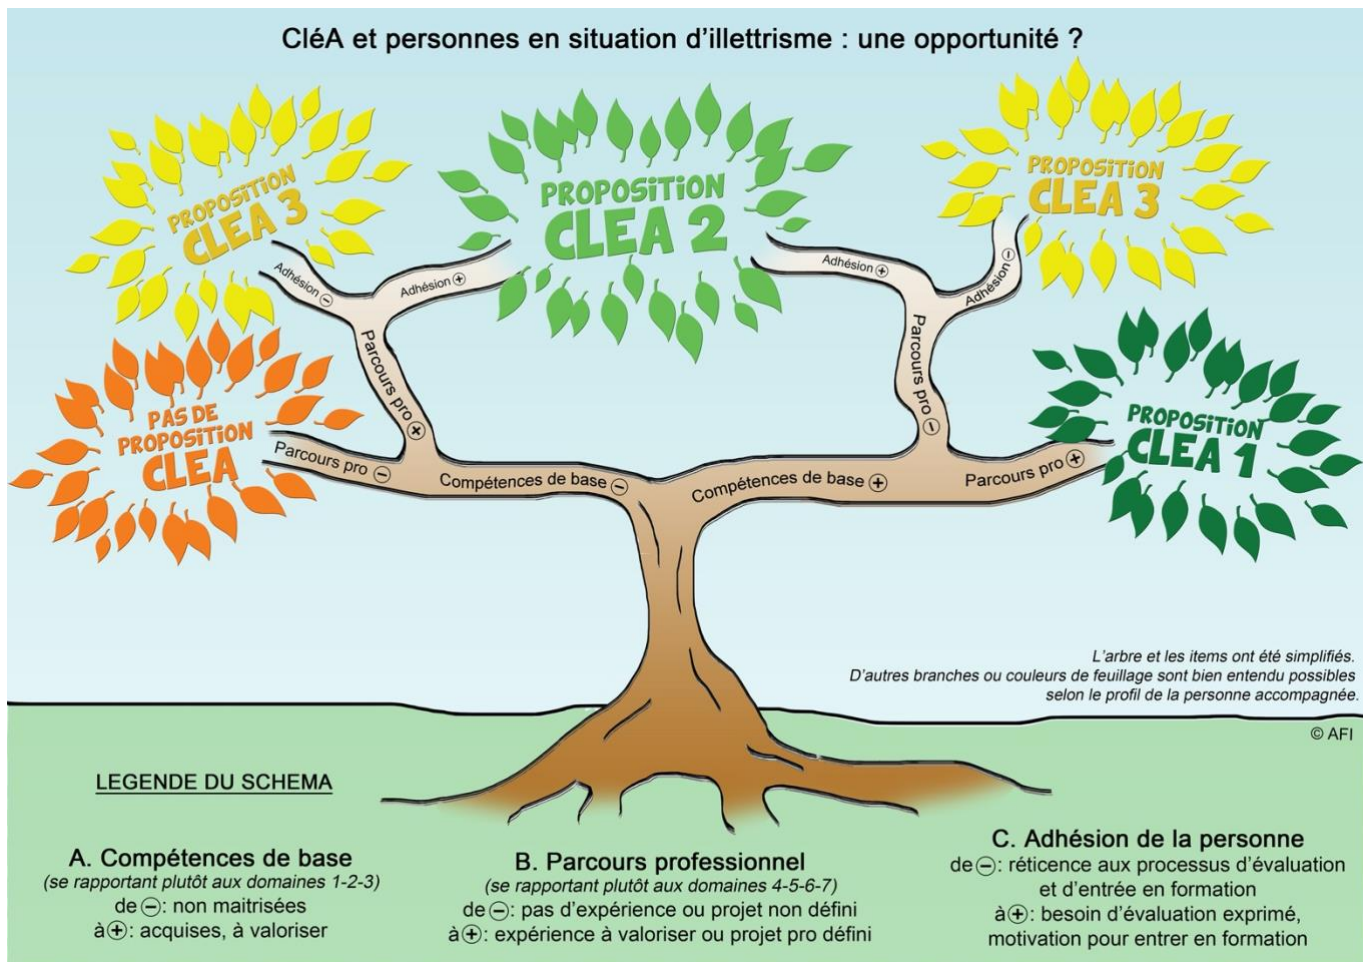 CléA et personnes en situation d'illettrisme : une opportunité ?
PROPOSiTiON
CLEA 3
PROPOSiTiON
CLEA 2
PROPOSiTiON
CLEA 3
Adhésion -
Adhésion +
Adhésion +
Adhésion -
Parcours pro +
Parcours pro -
PAS DE
PROPOSiTiON
CLEA
PROPOSiTiON
CLEA 1
Parcours pro -
Compétences de base -
Compétences de base +
Parcours pro +
L'arbre et les items ont été simplifiés.
D'autres branches ou couleurs de feuillage sont bien entendu possibles
selon le profil de la personne accompagnée.
© AFI
LEGENDE DU SCHEMA
A. Compétences de base
(se rapportant plutôt aux domaines 1-2-3)
de - : non maitrisées
à + : acquises, à valoriser
B. Parcours professionnel
(se rapportant plutôt aux domaines 4-5-6-7)
de - : pas d'expérience ou projet non défini
à + : expérience à valoriser ou projet pro défini
C. Adhésion de la personne
de - : réticence aux processus d'évaluation
et d'entrée en formation
à + : besoin d'évaluation exprimé,
motivation pour entrer en formation